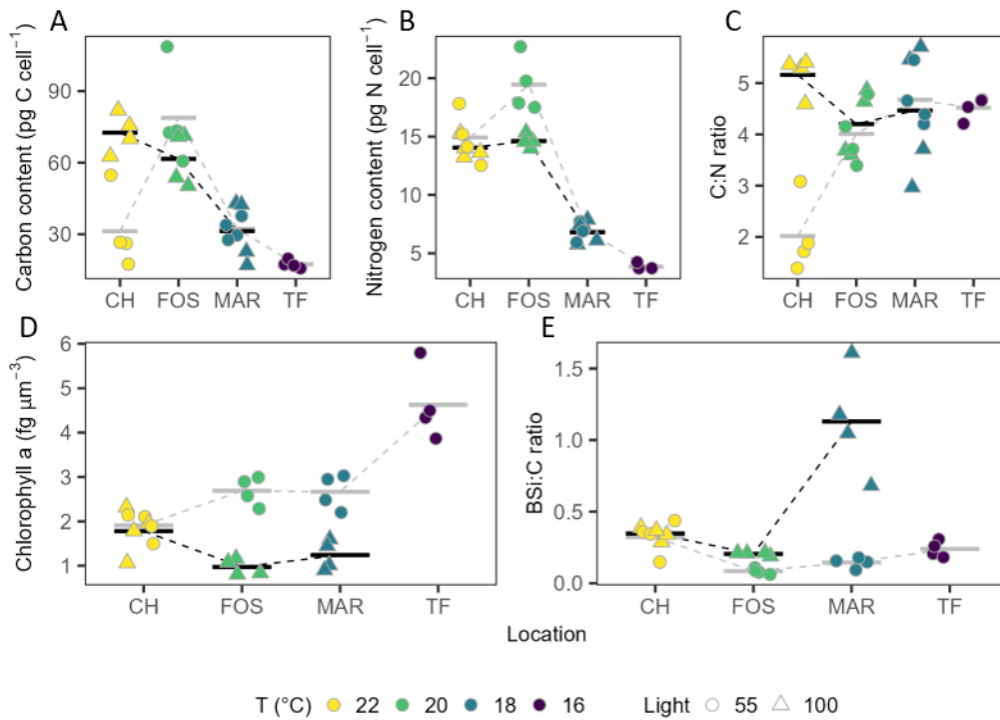 A
B
C
Carbon content (pg C cell⁻¹)
90
60
30
CH FOS MAR TF
Nitrogen content (pg N cell⁻¹)
20
15
10
5
CH FOS MAR TF
C:N ratio
5
4
3
2
CH FOS MAR TF
D
E
Chlorophyll a (fg µm⁻³)
6
5
4
3
2
1
CH FOS MAR TF
BSi:C ratio
1.5
1.0
0.5
0.0
CH FOS MAR TF
Location
T (°C) 22 20 18 16 Light 55 100